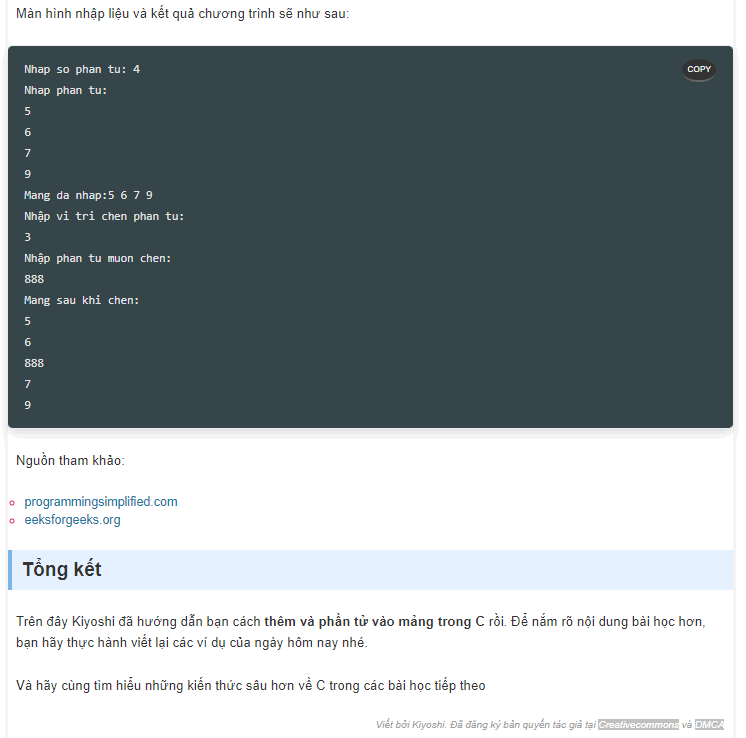 Màn hình nhập liệu và kết quả chương trình sẽ như sau:
COPY
Nhap so phan tu: 4
Nhap phan tu:
5
6
7
9
Mang da nhap:5 6 7 9
Nhập vi tri chen phan tu:
3
Nhập phan tu muon chen:
888
Mang sau khi chen:
5
6
888
7
9
Nguồn tham khảo:
programmingsimplified.com
eeksforgeeks.org
Tổng kết
Trên đây Kiyoshi đã hướng dẫn bạn cách thêm và phần tử vào mảng trong C rồi. Để nắm rõ nội dung bài học hơn,
bạn hãy thực hành viết lại các ví dụ của ngày hôm nay nhé.
Và hãy cùng tìm hiểu những kiến thức sâu hơn về C trong các bài học tiếp theo
Viết bởi Kiyoshi. Đã đăng ký bản quyền tác giả tại Creativecommons và DMCA